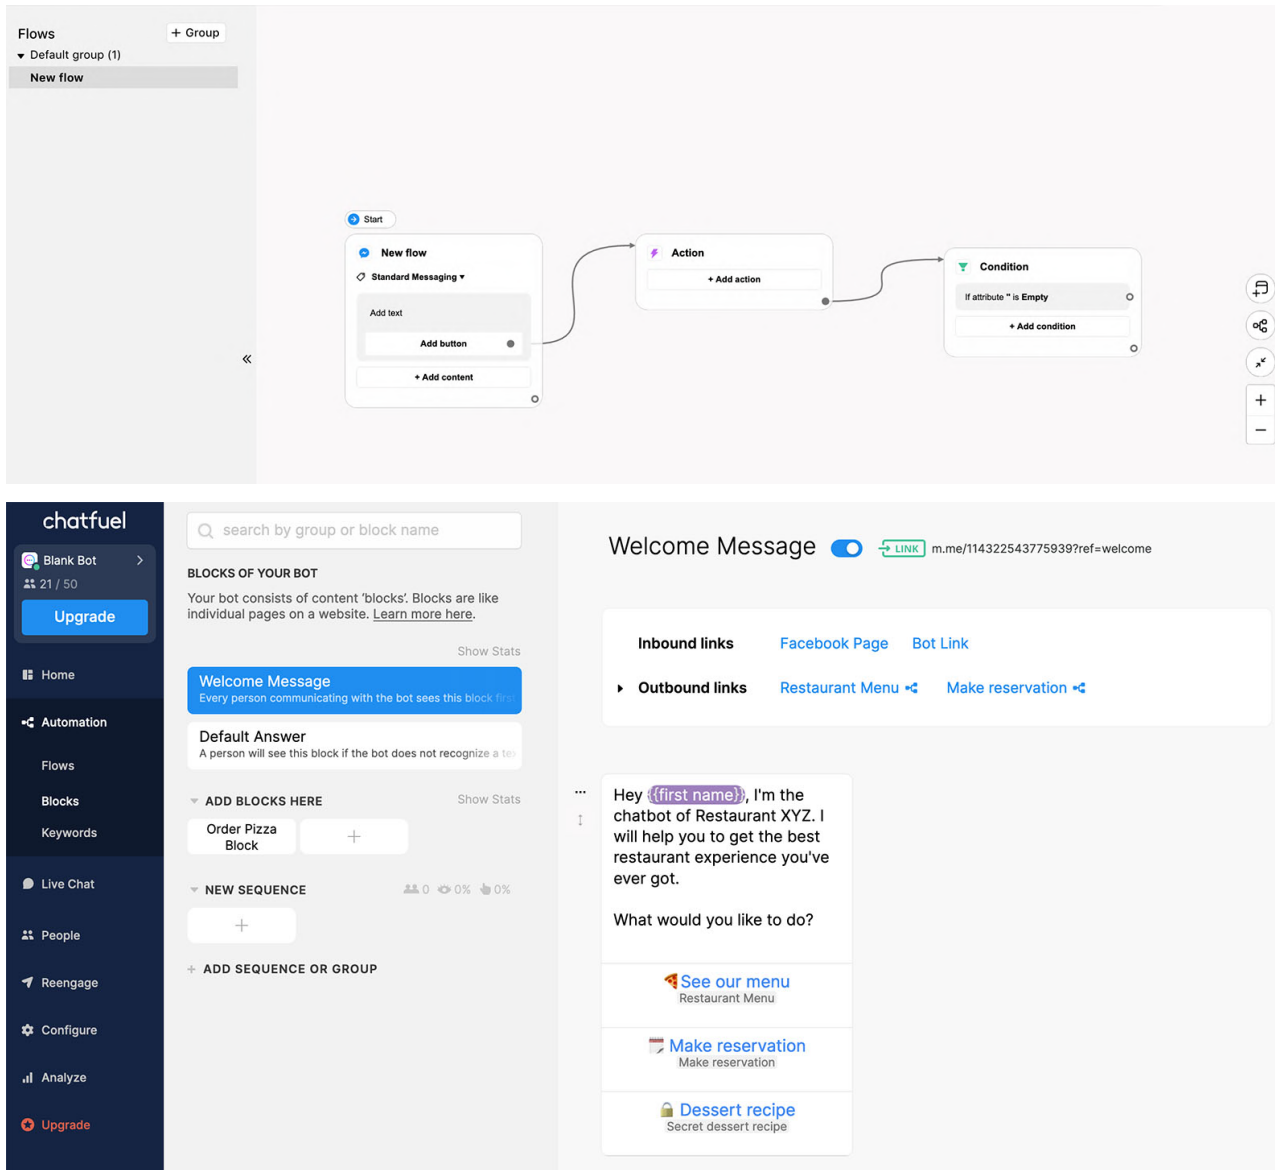 Flows
+ Group
Default group (1)
New flow
Start
New flow
Standard Messaging
Add text
Add button
+ Add content
Action
+ Add action
Condition
If attribute '' is Empty
+ Add condition
chatfuel
Blank Bot
21 / 50
Upgrade
Home
Automation
Flows
Blocks
Keywords
Live Chat
People
Reengage
Configure
Analyze
Upgrade
search by group or block name
BLOCKS OF YOUR BOT
Your bot consists of content 'blocks'. Blocks are like
individual pages on a website. Learn more here.
Show Stats
Welcome Message
Every person communicating with the bot sees this block first
Default Answer
A person will see this block if the bot does not recognize a te
ADD BLOCKS HERE
Show Stats
Order Pizza
Block
+
NEW SEQUENCE
0 0% 0%
+
+ ADD SEQUENCE OR GROUP
Welcome Message
LINK
m.me/114322543775939?ref=welcome
Inbound links
Facebook Page
Bot Link
Outbound links
Restaurant Menu
Make reservation
Hey {{first name}}, I'm the
chatbot of Restaurant XYZ. I
will help you to get the best
restaurant experience you've
ever got.
What would you like to do?
See our menu
Restaurant Menu
Make reservation
Make reservation
Dessert recipe
Secret dessert recipe